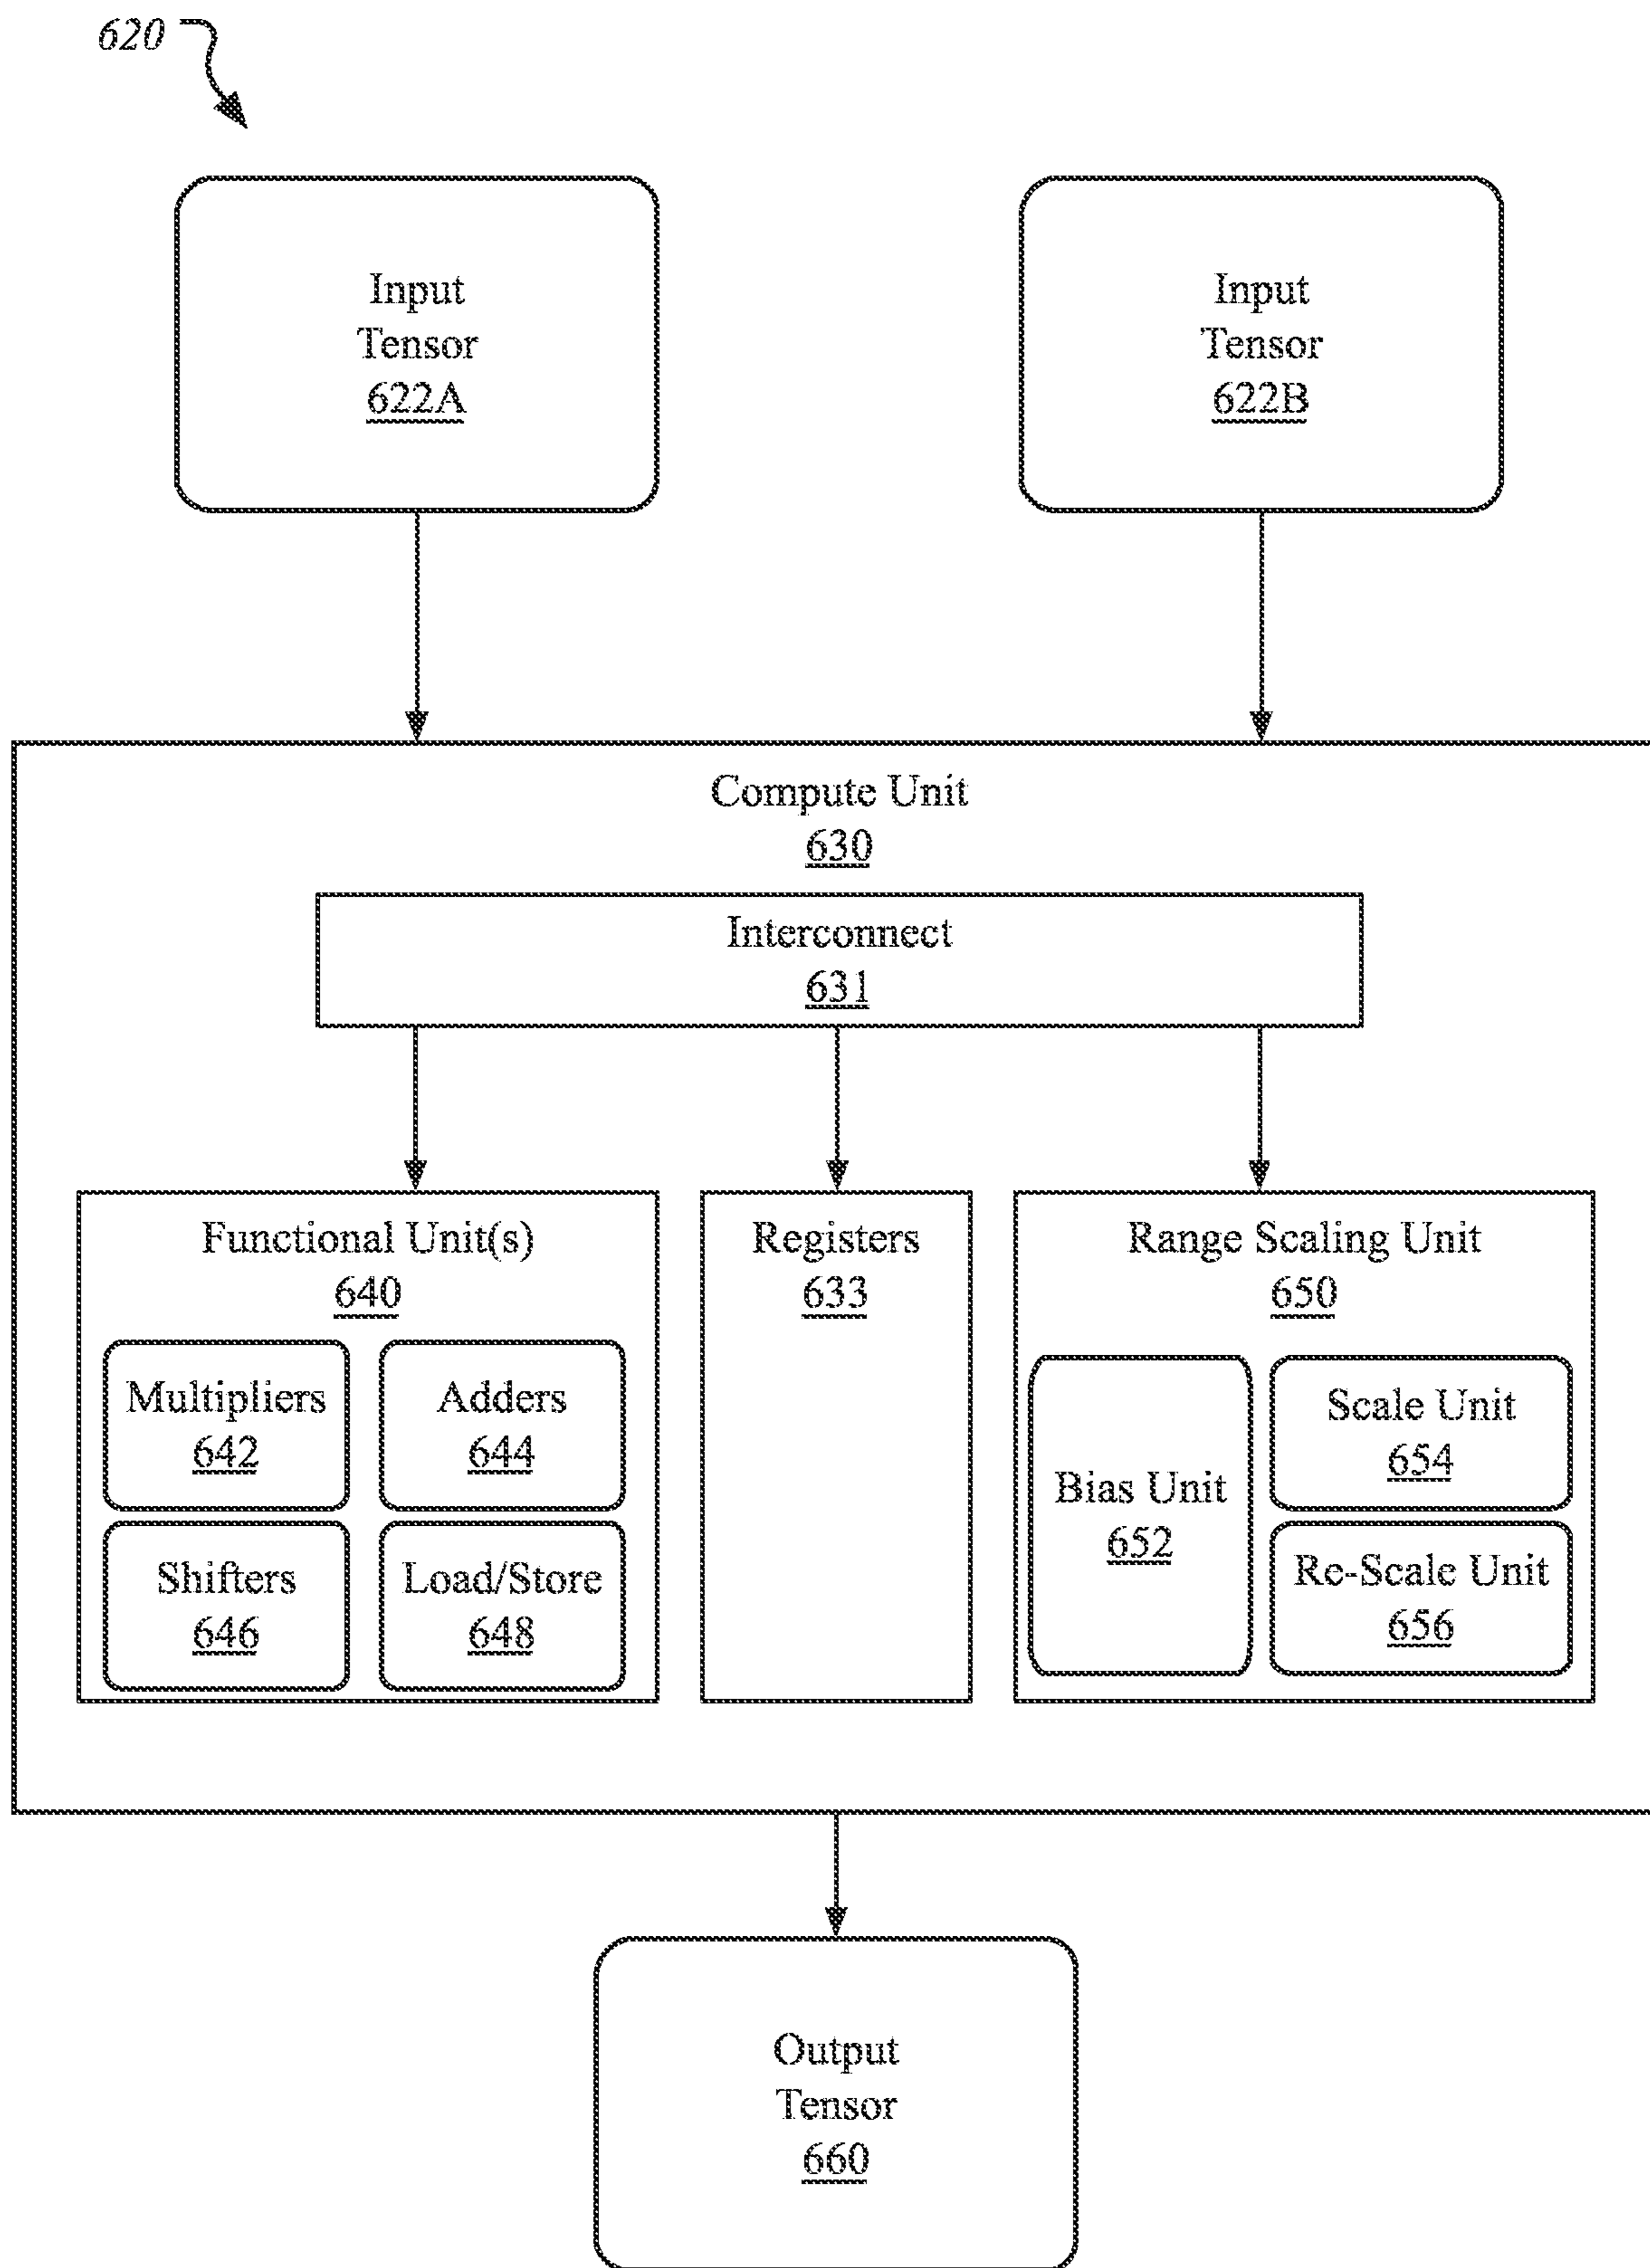 620
Input
Tensor
622A
Input
Tensor
622B
Compute Unit
630
Interconnect
631
Functional Unit(s)
640
Multipliers
642
Adders
644
Shifters
646
Load/Store
648
Registers
633
Range Scaling Unit
650
Bias Unit
652
Scale Unit
654
Re-Scale Unit
656
Output
Tensor
660